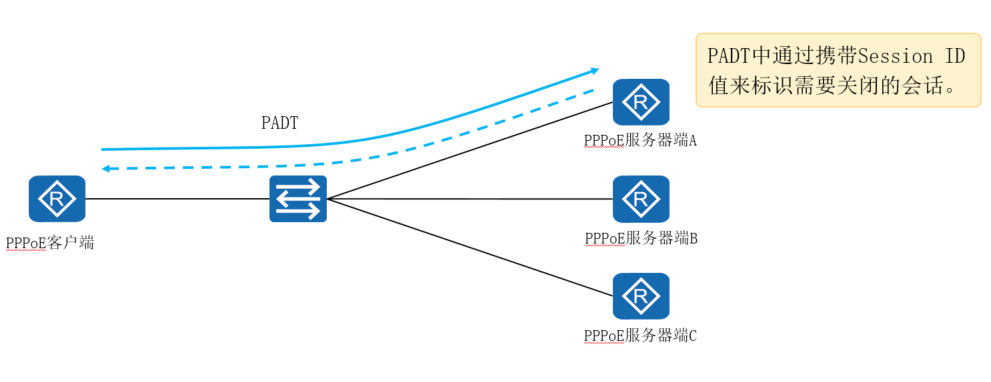 PADT中通过携带Session ID
值来标识需要关闭的会话。
PADT
R
PPPoE服务器端A
R
PPPoE客户端
R
PPPoE服务器端B
R
PPPoE服务器端C